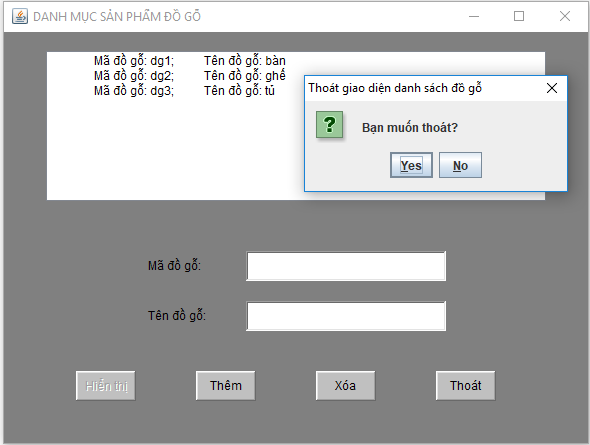 DANH MỤC SẢN PHẨM ĐỒ GỖ
Mã đồ gỗ: dg1; Tên đồ gỗ: bàn
Mã đồ gỗ: dg2; Tên đồ gỗ: ghế
Mã đồ gỗ: dg3; Tên đồ gỗ: tủ
Thoát giao diện danh sách đồ gỗ
?
Bạn muốn thoát?
Yes No
Mã đồ gỗ:
Tên đồ gỗ:
Hiển thị Thêm Xóa Thoát